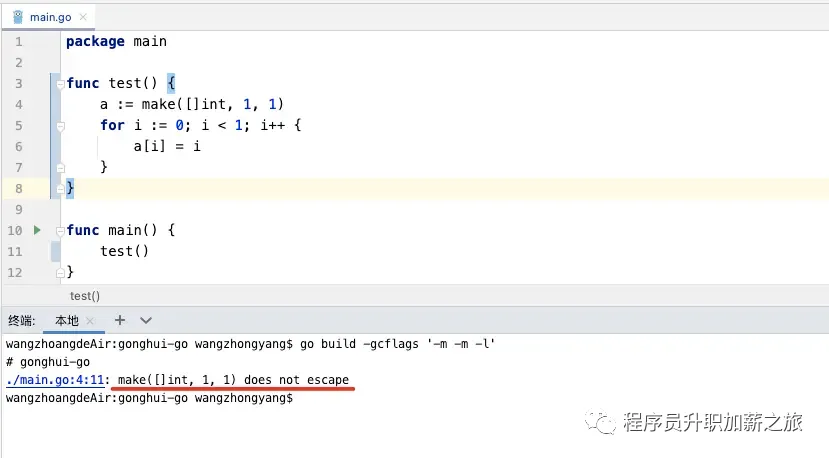 main.go
1 package main
2
3 func test() {
4 a := make([]int, 1, 1)
5 for i := 0; i < 1; i++ {
6 a[i] = i
7 }
8 }
9
10 func main() {
11 test()
12 }
test()
终端: 本地
wangzhoangdeAir:gonghui-go wangzhongyang$ go build -gcflags '-m -m -l'
# gonghui-go
./main.go:4:11: make([]int, 1, 1) does not escape
wangzhoangdeAir:gonghui-go wangzhongyang$
程序员升职加薪之旅